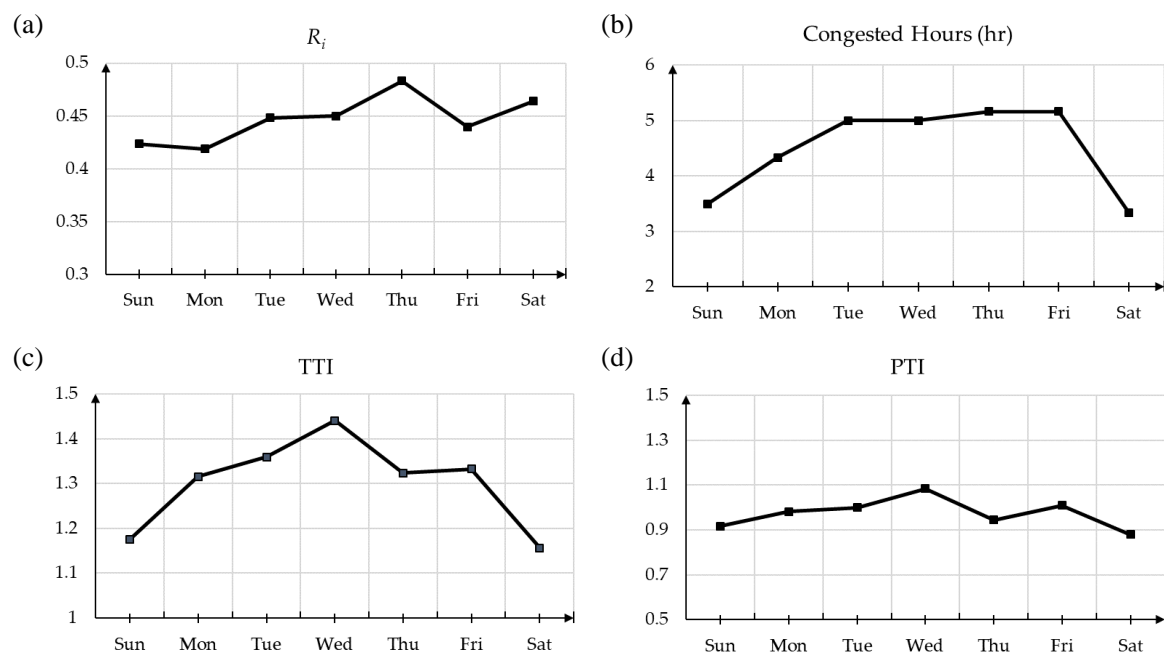 (a)
R_i
0.5
0.45
0.4
0.35
0.3
Sun Mon Tue Wed Thu Fri Sat
(b)
Congested Hours (hr)
6
5
4
3
2
Sun Mon Tue Wed Thu Fri Sat
(c)
TTI
1.5
1.4
1.3
1.2
1.1
1
Sun Mon Tue Wed Thu Fri Sat
(d)
PTI
1.5
1.3
1.1
0.9
0.7
0.5
Sun Mon Tue Wed Thu Fri Sat